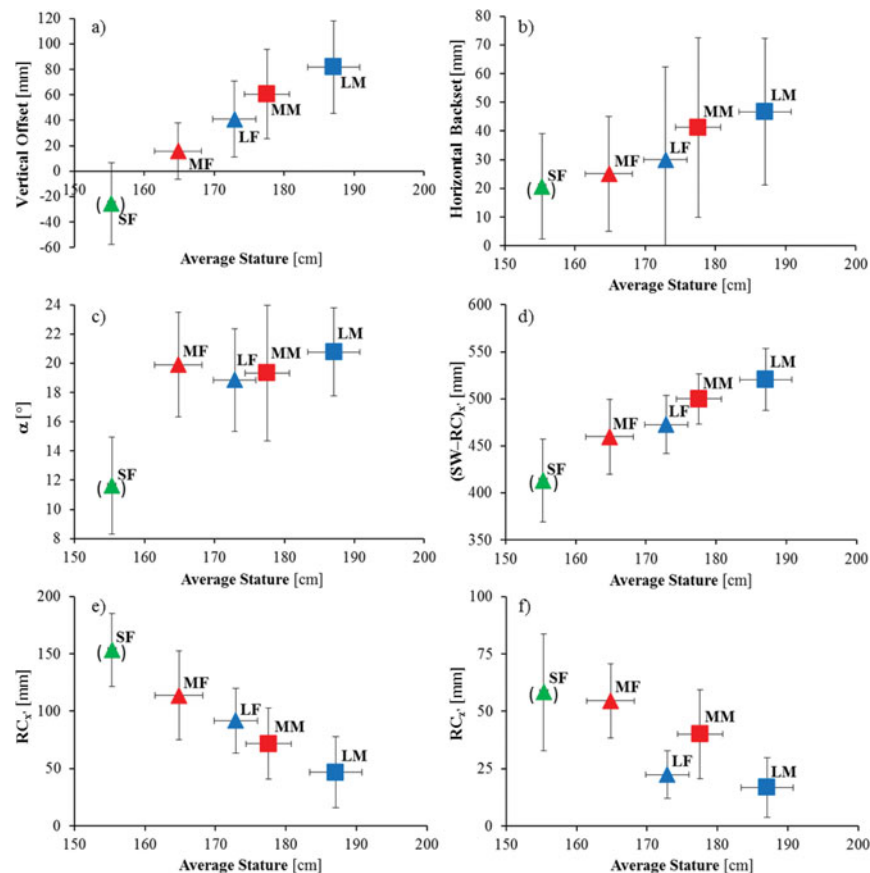 a)
Vertical Offset [mm]
120
100
80
60
40
20
0
-20
-40
-60
150
160
170
180
190
200
( ) SF
MF
LF
MM
LM
Average Stature [cm]
b)
Horizontal Backset [mm]
80
70
60
50
40
30
20
10
0
( ) SF
MF
LF
MM
LM
150
160
170
180
190
200
Average Stature [cm]
c)
α [°]
24
22
20
18
16
14
12
10
8
( ) SF
MF
LF
MM
LM
150
160
170
180
190
200
Average Stature [cm]
d)
(SW–RC)x' [mm]
600
550
500
450
400
350
( ) SF
MF
LF
MM
LM
150
160
170
180
190
200
Average Stature [cm]
e)
RCx' [mm]
200
150
100
50
0
( ) SF
MF
LF
MM
LM
150
160
170
180
190
200
Average Stature [cm]
f)
RCz' [mm]
100
75
50
25
0
( ) SF
MF
LF
MM
LM
150
160
170
180
190
200
Average Stature [cm]